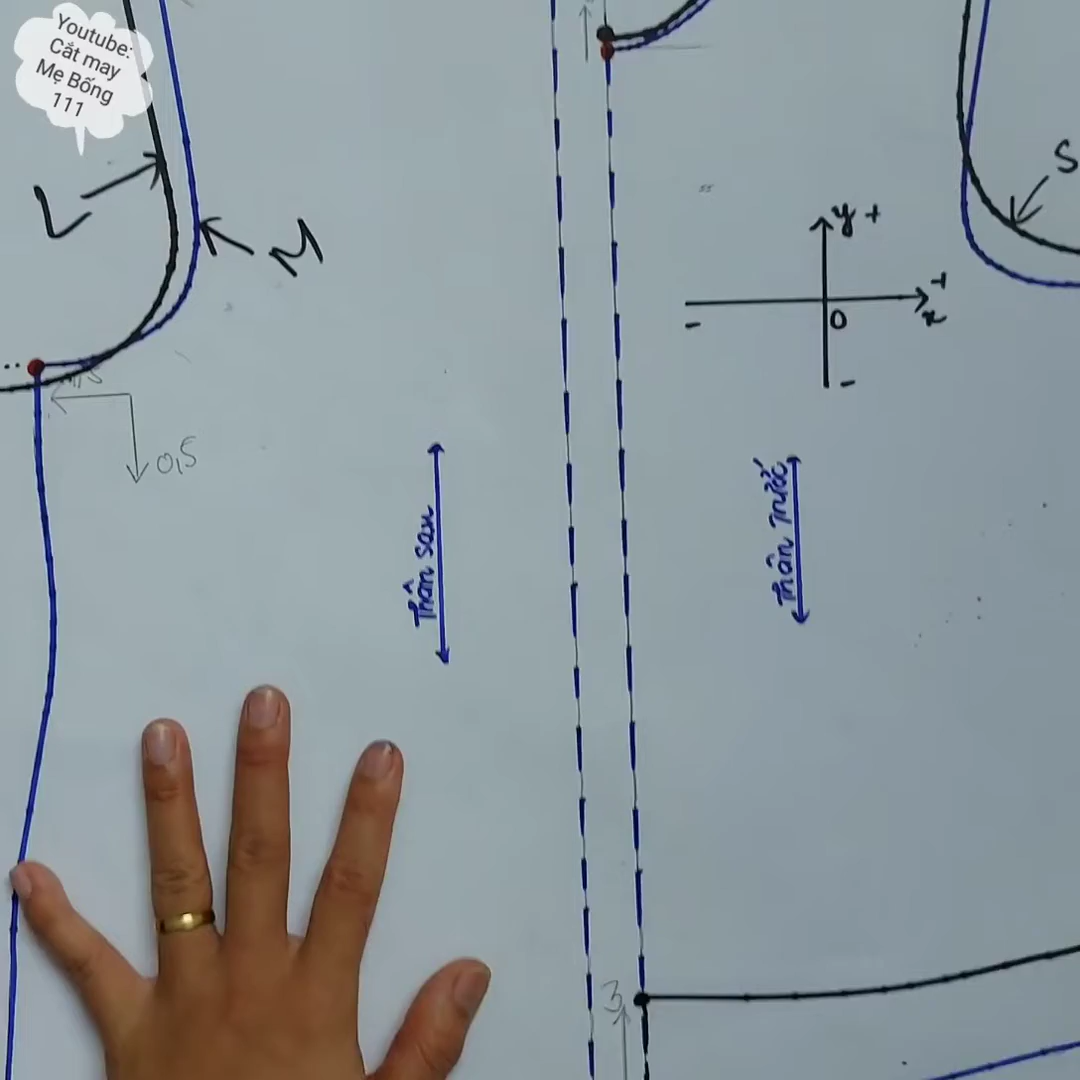 Youtube:
Cắt may
Mẹ Bống
111
L
M
S
y +
+
x
0
-
-
0,5
Thân sau
Thân trước
3